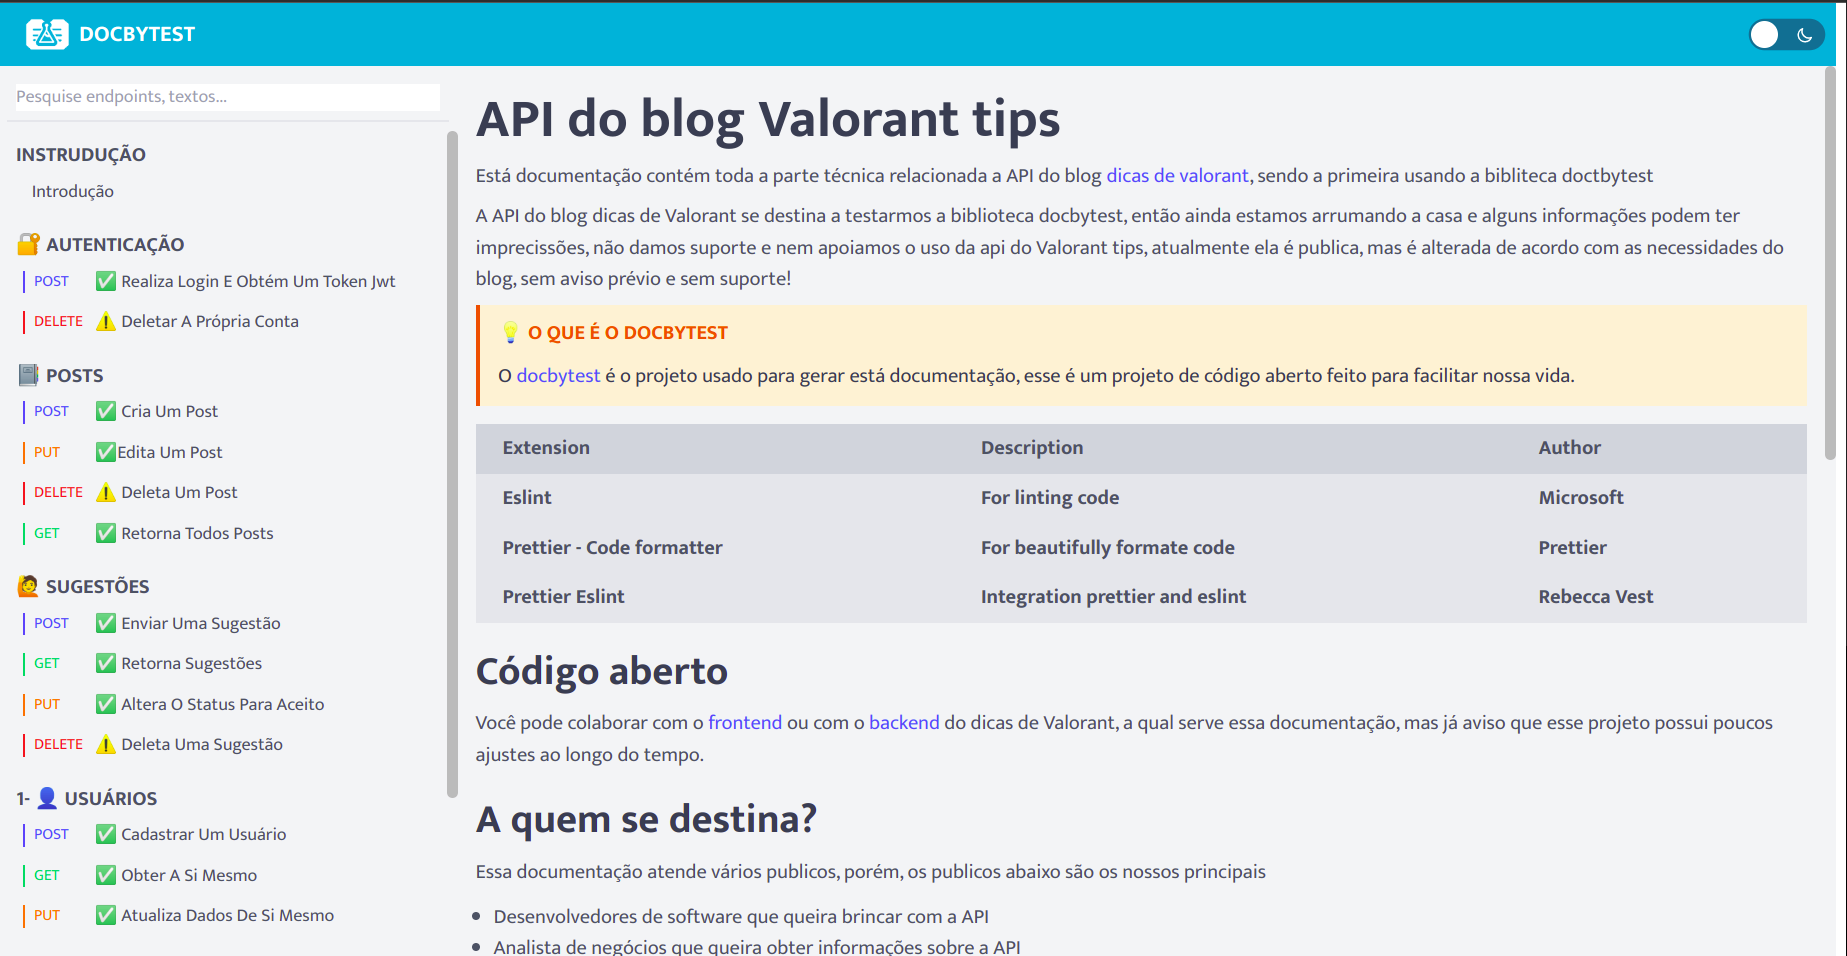 DOCBYTEST
Pesquise endpoints, textos...
INSTRUDUÇÃO
Introdução
🔐 AUTENTICAÇÃO
POST ✅ Realiza Login E Obtém Um Token Jwt
DELETE ⚠️ Deletar A Própria Conta
📓 POSTS
POST ✅ Cria Um Post
PUT ✅Edita Um Post
DELETE ⚠️ Deleta Um Post
GET ✅ Retorna Todos Posts
🙋 SUGESTÕES
POST ✅ Enviar Uma Sugestão
GET ✅ Retorna Sugestões
PUT ✅ Altera O Status Para Aceito
DELETE ⚠️ Deleta Uma Sugestão
1- 👤 USUÁRIOS
POST ✅ Cadastrar Um Usuário
GET ✅ Obter A Si Mesmo
PUT ✅ Atualiza Dados De Si Mesmo
API do blog Valorant tips
Está documentação contém toda a parte técnica relacionada a API do blog dicas de valorant, sendo a primeira usando a bibliteca doctbytest
A API do blog dicas de Valorant se destina a testarmos a biblioteca docbytest, então ainda estamos arrumando a casa e alguns informações podem ter
imprecissões, não damos suporte e nem apoiamos o uso da api do Valorant tips, atualmente ela é publica, mas é alterada de acordo com as necessidades do
blog, sem aviso prévio e sem suporte!
💡 O QUE É O DOCBYTEST
O docbytest é o projeto usado para gerar está documentação, esse é um projeto de código aberto feito para facilitar nossa vida.
Extension Description Author
Eslint For linting code Microsoft
Prettier - Code formatter For beautifully formate code Prettier
Prettier Eslint Integration prettier and eslint Rebecca Vest
Código aberto
Você pode colaborar com o frontend ou com o backend do dicas de Valorant, a qual serve essa documentação, mas já aviso que esse projeto possui poucos
ajustes ao longo do tempo.
A quem se destina?
Essa documentação atende vários publicos, porém, os publicos abaixo são os nossos principais
• Desenvolvedores de software que queira brincar com a API
• Analista de negócios que queira obter informações sobre a API